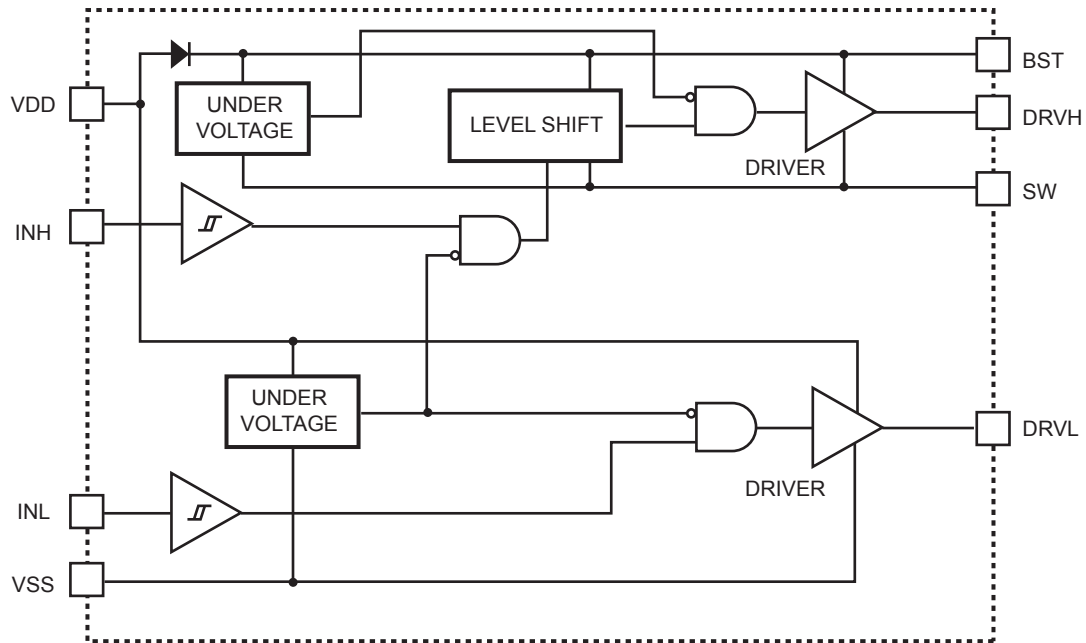 BST
VDD
UNDER
VOLTAGE
LEVEL SHIFT
DRVH
DRIVER
SW
INH
UNDER
VOLTAGE
DRVL
DRIVER
INL
VSS